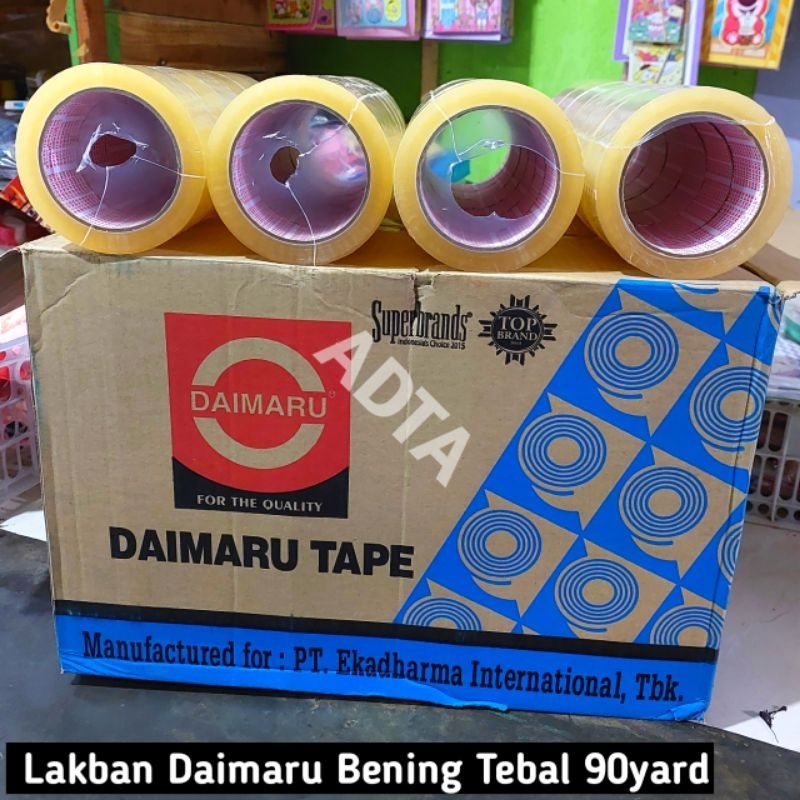 Superbrands
Indonesia's Choice 2015
TOP
BRAND
DAIMARU
FOR THE QUALITY
ADTA
DAIMARU TAPE
Manufactured for : PT. Ekadharma International, Tbk.
Lakban Daimaru Bening Tebal 90yard